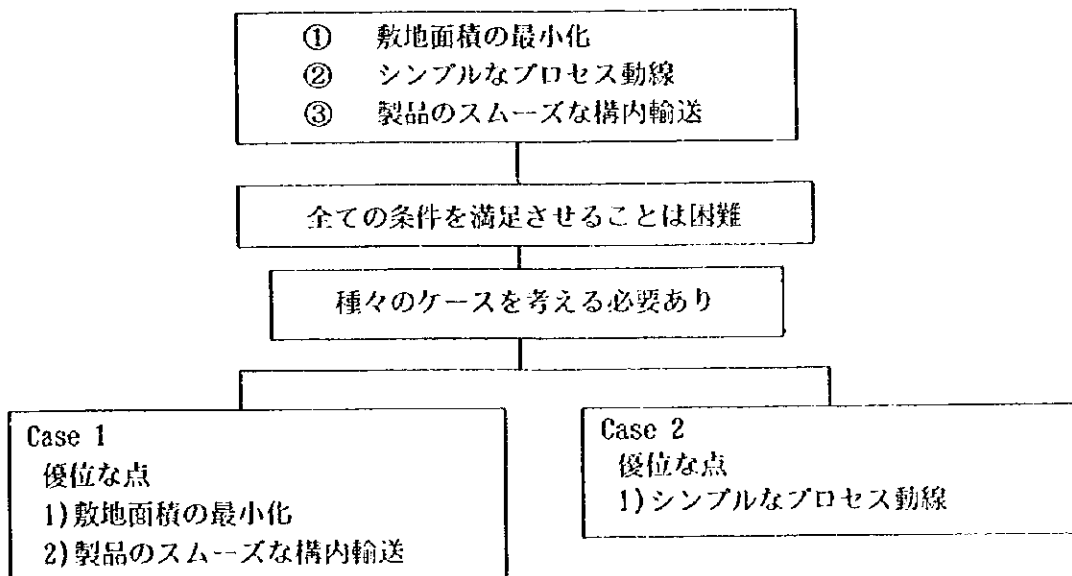 ① 敷地面積の最小化
② シンプルなプロセス動線
③ 製品のスムーズな構内輸送
全ての条件を満足させることは困難
種々のケースを考える必要あり
Case 1
優位な点
1)敷地面積の最小化
2)製品のスムーズな構内輸送
Case 2
優位な点
1)シンプルなプロセス動線